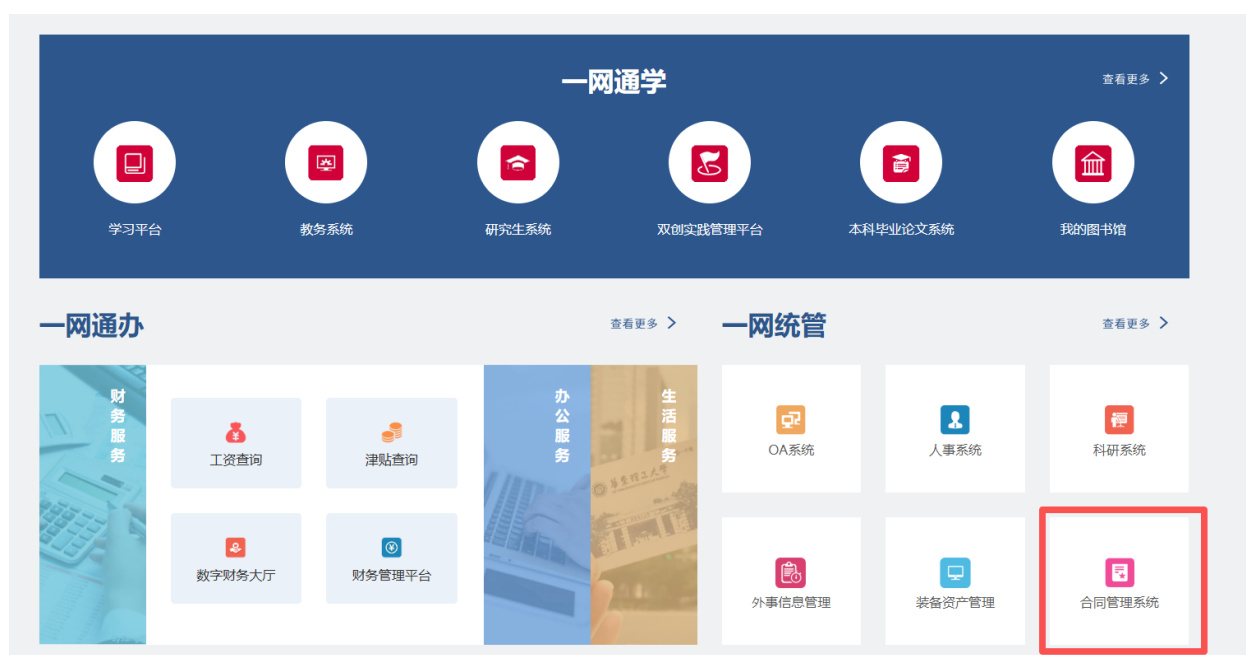 一网通学
查看更多
学习平台
教务系统
研究生系统
双创实践管理平台
本科毕业论文系统
我的图书馆
一网通办
查看更多
财务服务
工资查询
津贴查询
数字财务大厅
财务管理平台
办公服务
生活服务
华东理工大学
一网统管
查看更多
OA系统
人事系统
科研系统
外事信息管理
装备资产管理
合同管理系统